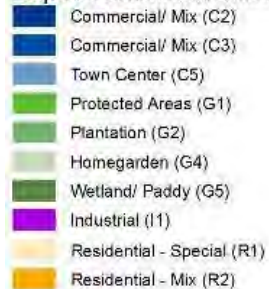 Commercial/ Mix (C2)
Commercial/ Mix (C3)
Town Center (C5)
Protected Areas (G1)
Plantation (G2)
Homegarden (G4)
Wetland/ Paddy (G5)
Industrial (I1)
Residential - Special (R1)
Residential - Mix (R2)